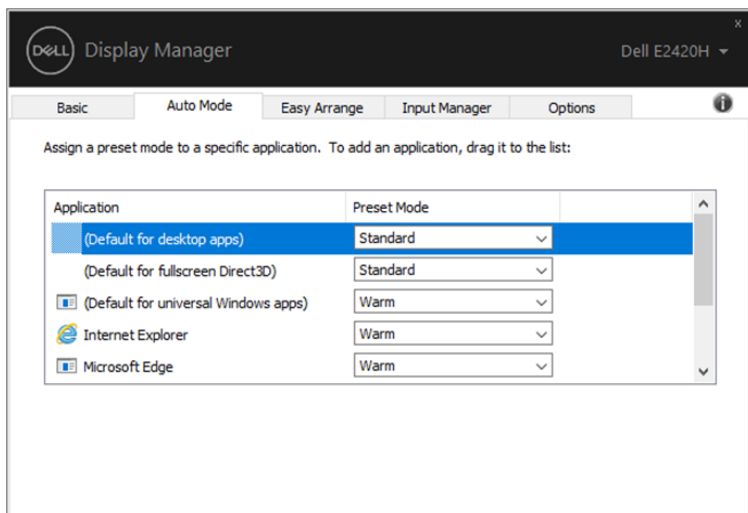 x
DELL Display Manager
Dell E2420H
Basic Auto Mode Easy Arrange Input Manager Options
Assign a preset mode to a specific application. To add an application, drag it to the list:
Application Preset Mode
(Default for desktop apps) Standard
(Default for fullscreen Direct3D) Standard
(Default for universal Windows apps) Warm
Internet Explorer Warm
Microsoft Edge Warm